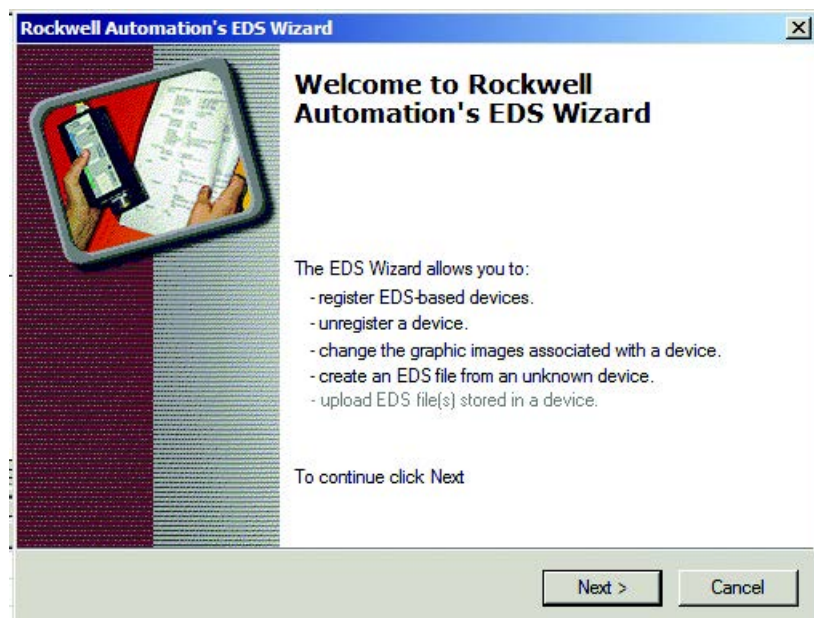 Rockwell Automation's EDS Wizard
Welcome to Rockwell
Automation's EDS Wizard
The EDS Wizard allows you to:
- register EDS-based devices.
- unregister a device.
- change the graphic images associated with a device.
- create an EDS file from an unknown device.
- upload EDS file(s) stored in a device.
To continue click Next
Next >
Cancel